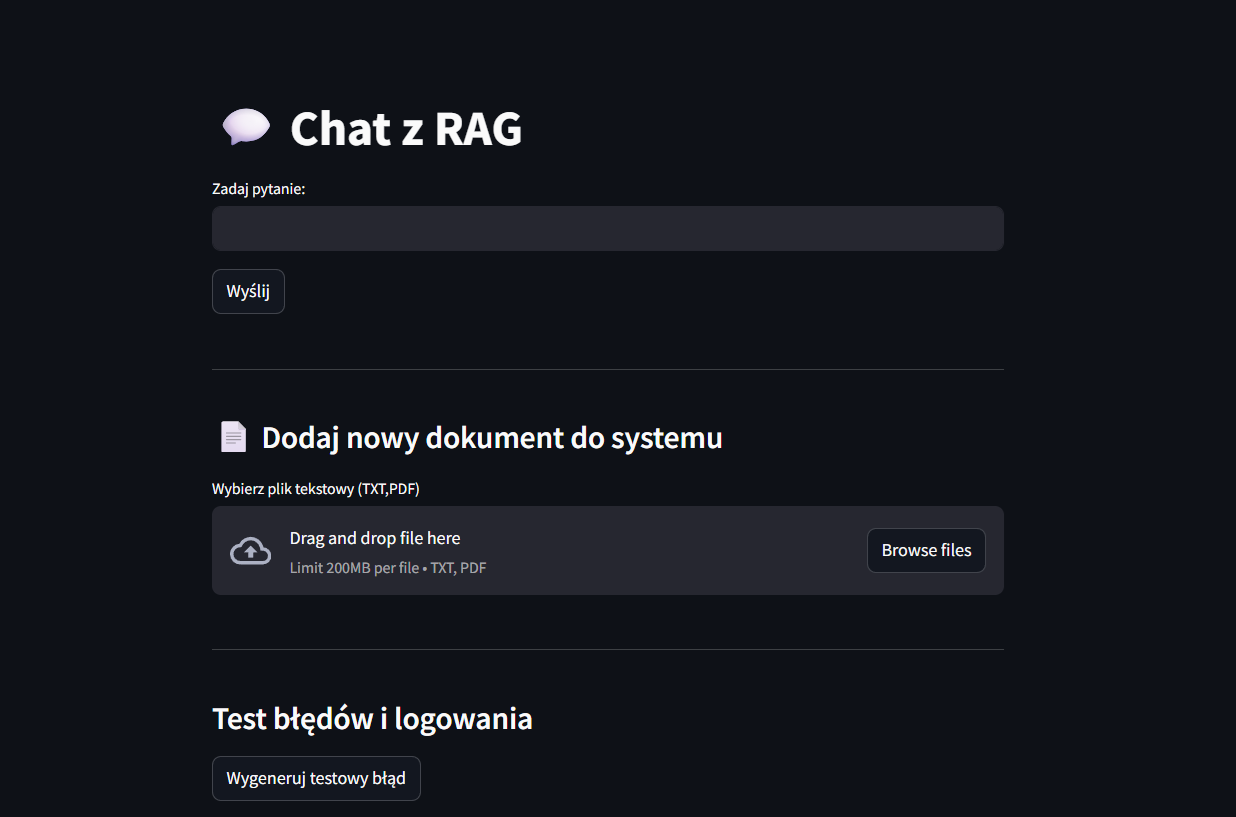 Chat z RAG
Zadaj pytanie:
Wyślij
Dodaj nowy dokument do systemu
Wybierz plik tekstowy (TXT,PDF)
Drag and drop file here
Limit 200MB per file • TXT, PDF
Browse files
Test błędów i logowania
Wygeneruj testowy błąd